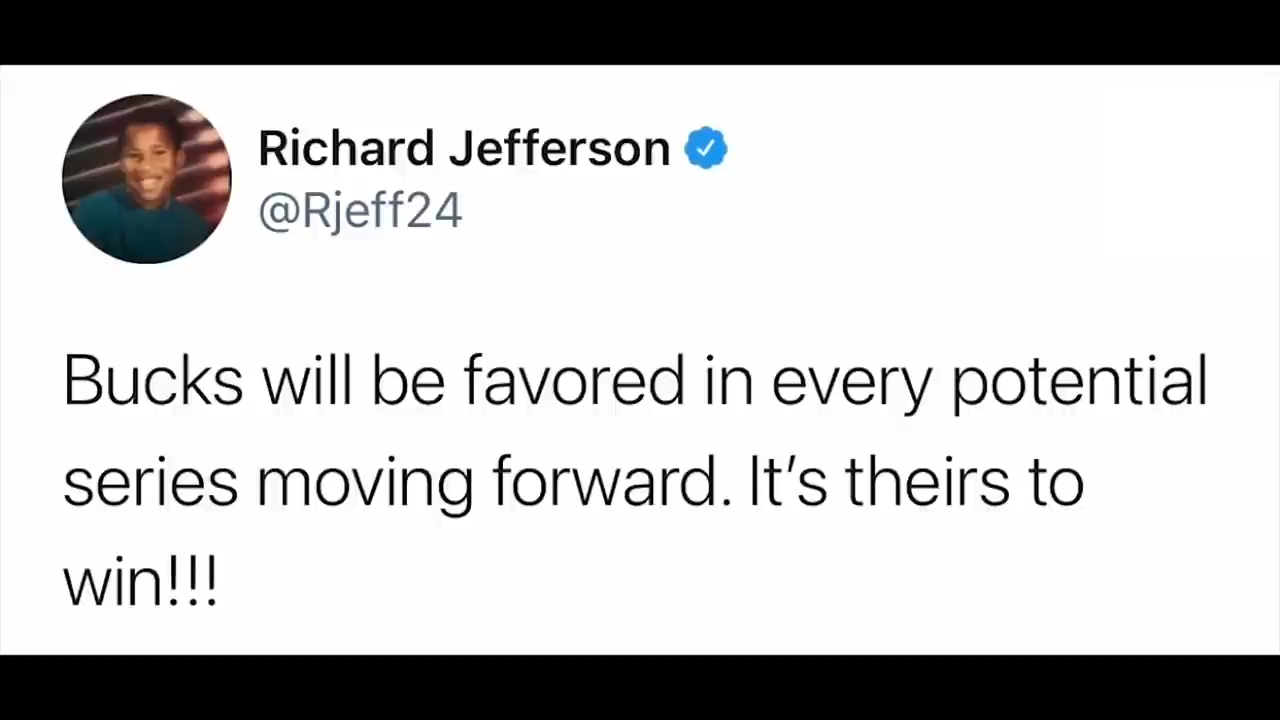 Richard Jefferson
@Rjeff24
Bucks will be favored in every potential
series moving forward. It's theirs to
win!!!